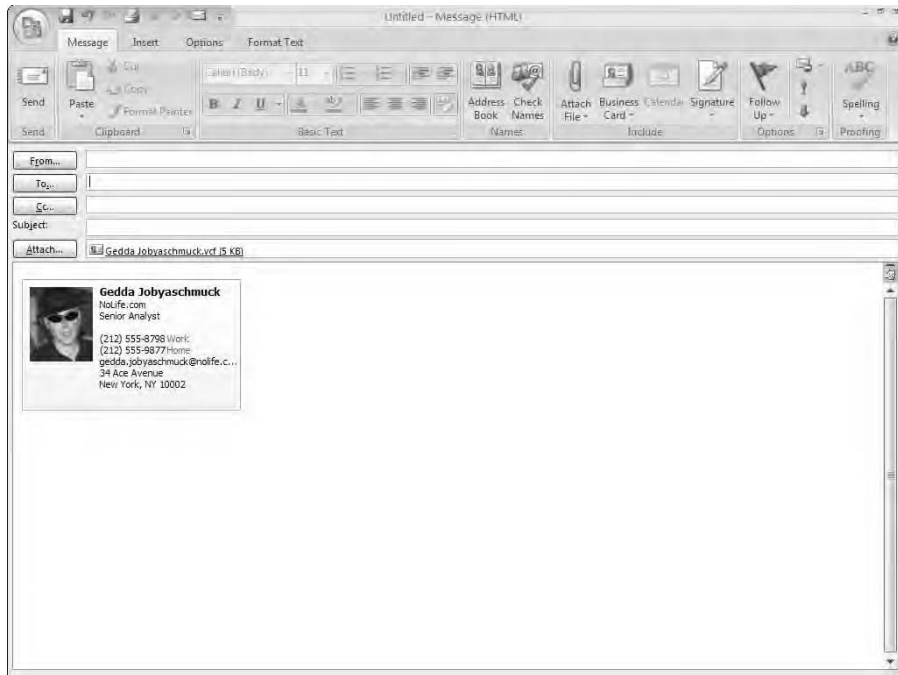 Untitled - Message (HTML)
Message Insert Options Format Text
Send
Paste
Cut
Copy
Format Painter
Calibri (Body) 11
B I U
Address Book
Check Names
Attach File
Business Card
Calendar
Signature
Follow Up
ABC
Spelling
Send Clipboard Basic Text Names Include Options Proofing
From...
To...
Cc...
Subject:
Attach... Gedda Jobyaschmuck.vcf (5 KB)
Gedda Jobyaschmuck
NoLife.com
Senior Analyst
(212) 555-8798 Work
(212) 555-9877 Home
gedda.jobyaschmuck@nolife.c...
34 Ace Avenue
New York, NY 10002